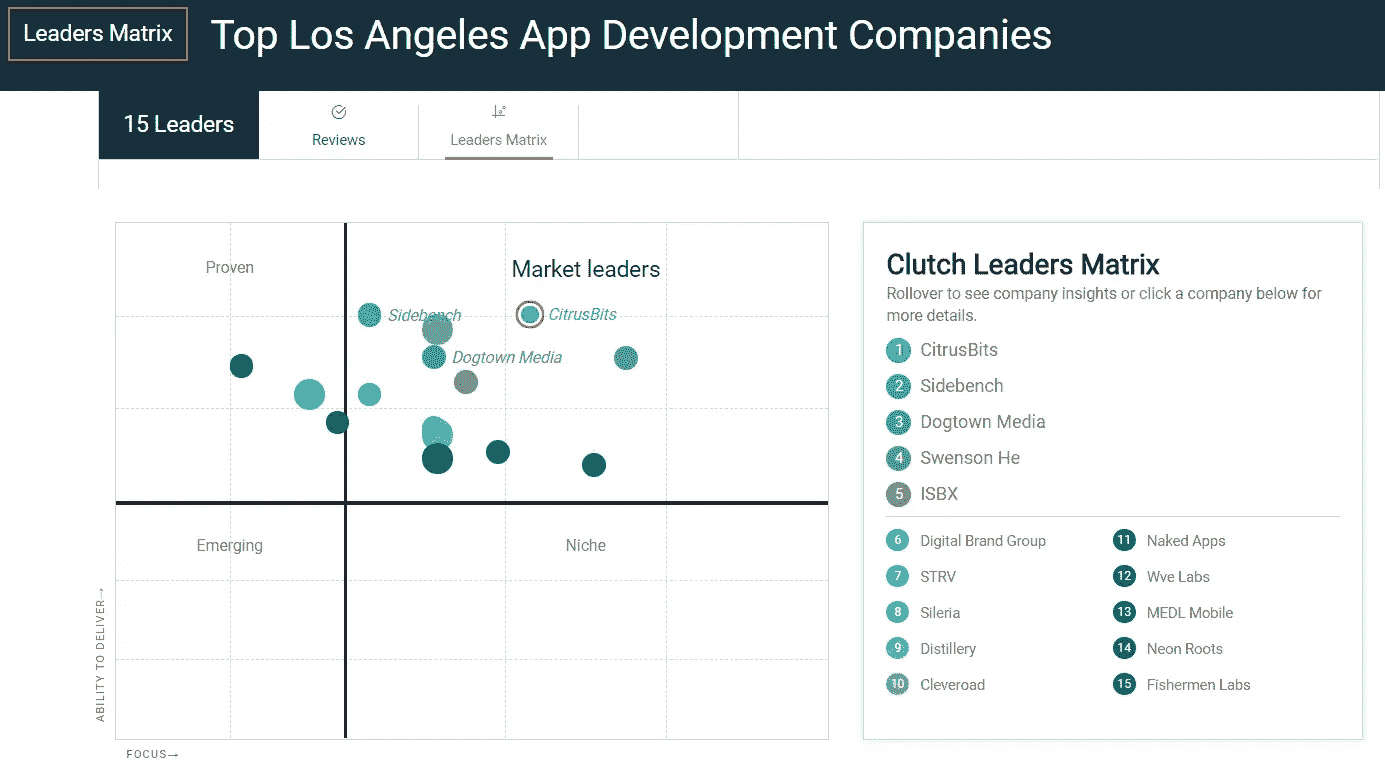 Leaders Matrix
Top Los Angeles App Development Companies
15 Leaders
Reviews
Leaders Matrix
Proven
Market leaders
Sidebench
CitrusBits
Dogtown Media
Emerging
Niche
ABILITY TO DELIVER→
FOCUS→
Clutch Leaders Matrix
Rollover to see company insights or click a company below for
more details.
1 CitrusBits
2 Sidebench
3 Dogtown Media
4 Swenson He
5 ISBX
6 Digital Brand Group
7 STRV
8 Sileria
9 Distillery
10 Cleveroad
11 Naked Apps
12 Wve Labs
13 MEDL Mobile
14 Neon Roots
15 Fishermen Labs